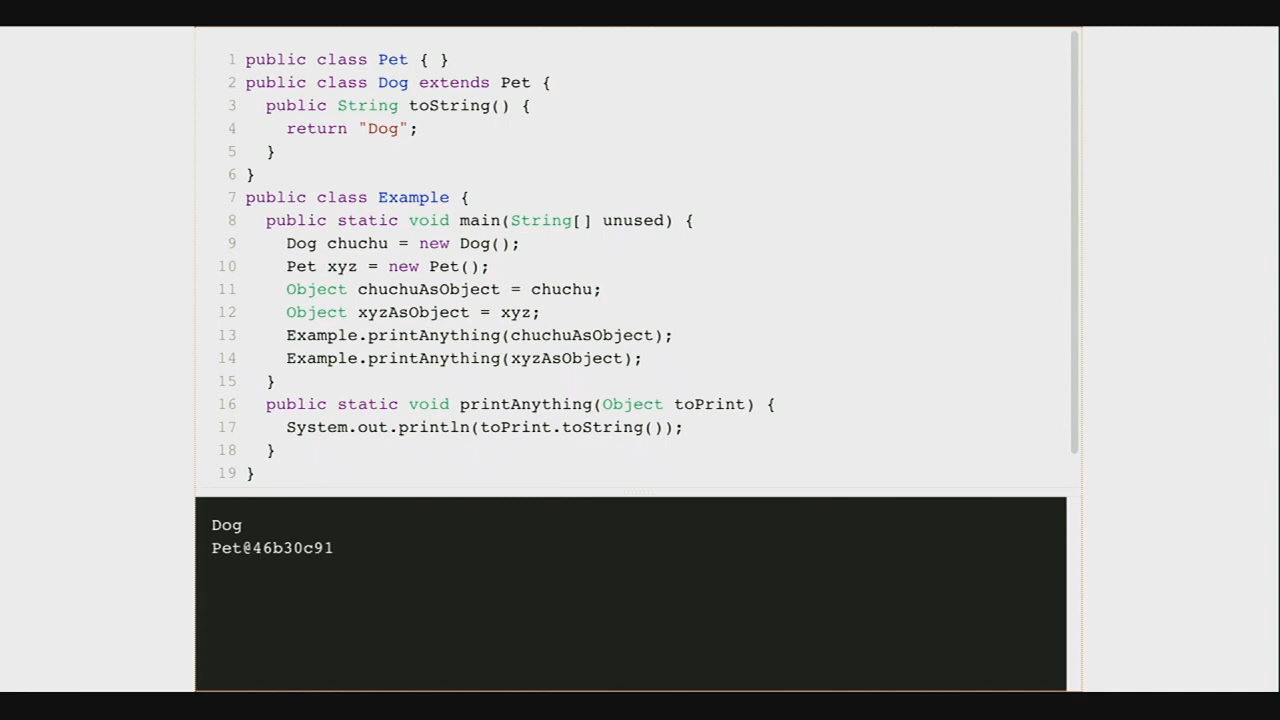 1 public class Pet { }
2 public class Dog extends Pet {
3   public String toString() {
4     return "Dog";
5   }
6 }
7 public class Example {
8   public static void main(String[] unused) {
9     Dog chuchu = new Dog();
10     Pet xyz = new Pet();
11     Object chuchuAsObject = chuchu;
12     Object xyzAsObject = xyz;
13     Example.printAnything(chuchuAsObject);
14     Example.printAnything(xyzAsObject);
15   }
16   public static void printAnything(Object toPrint) {
17     System.out.println(toPrint.toString());
18   }
19 }
Dog
Pet@46b30c91